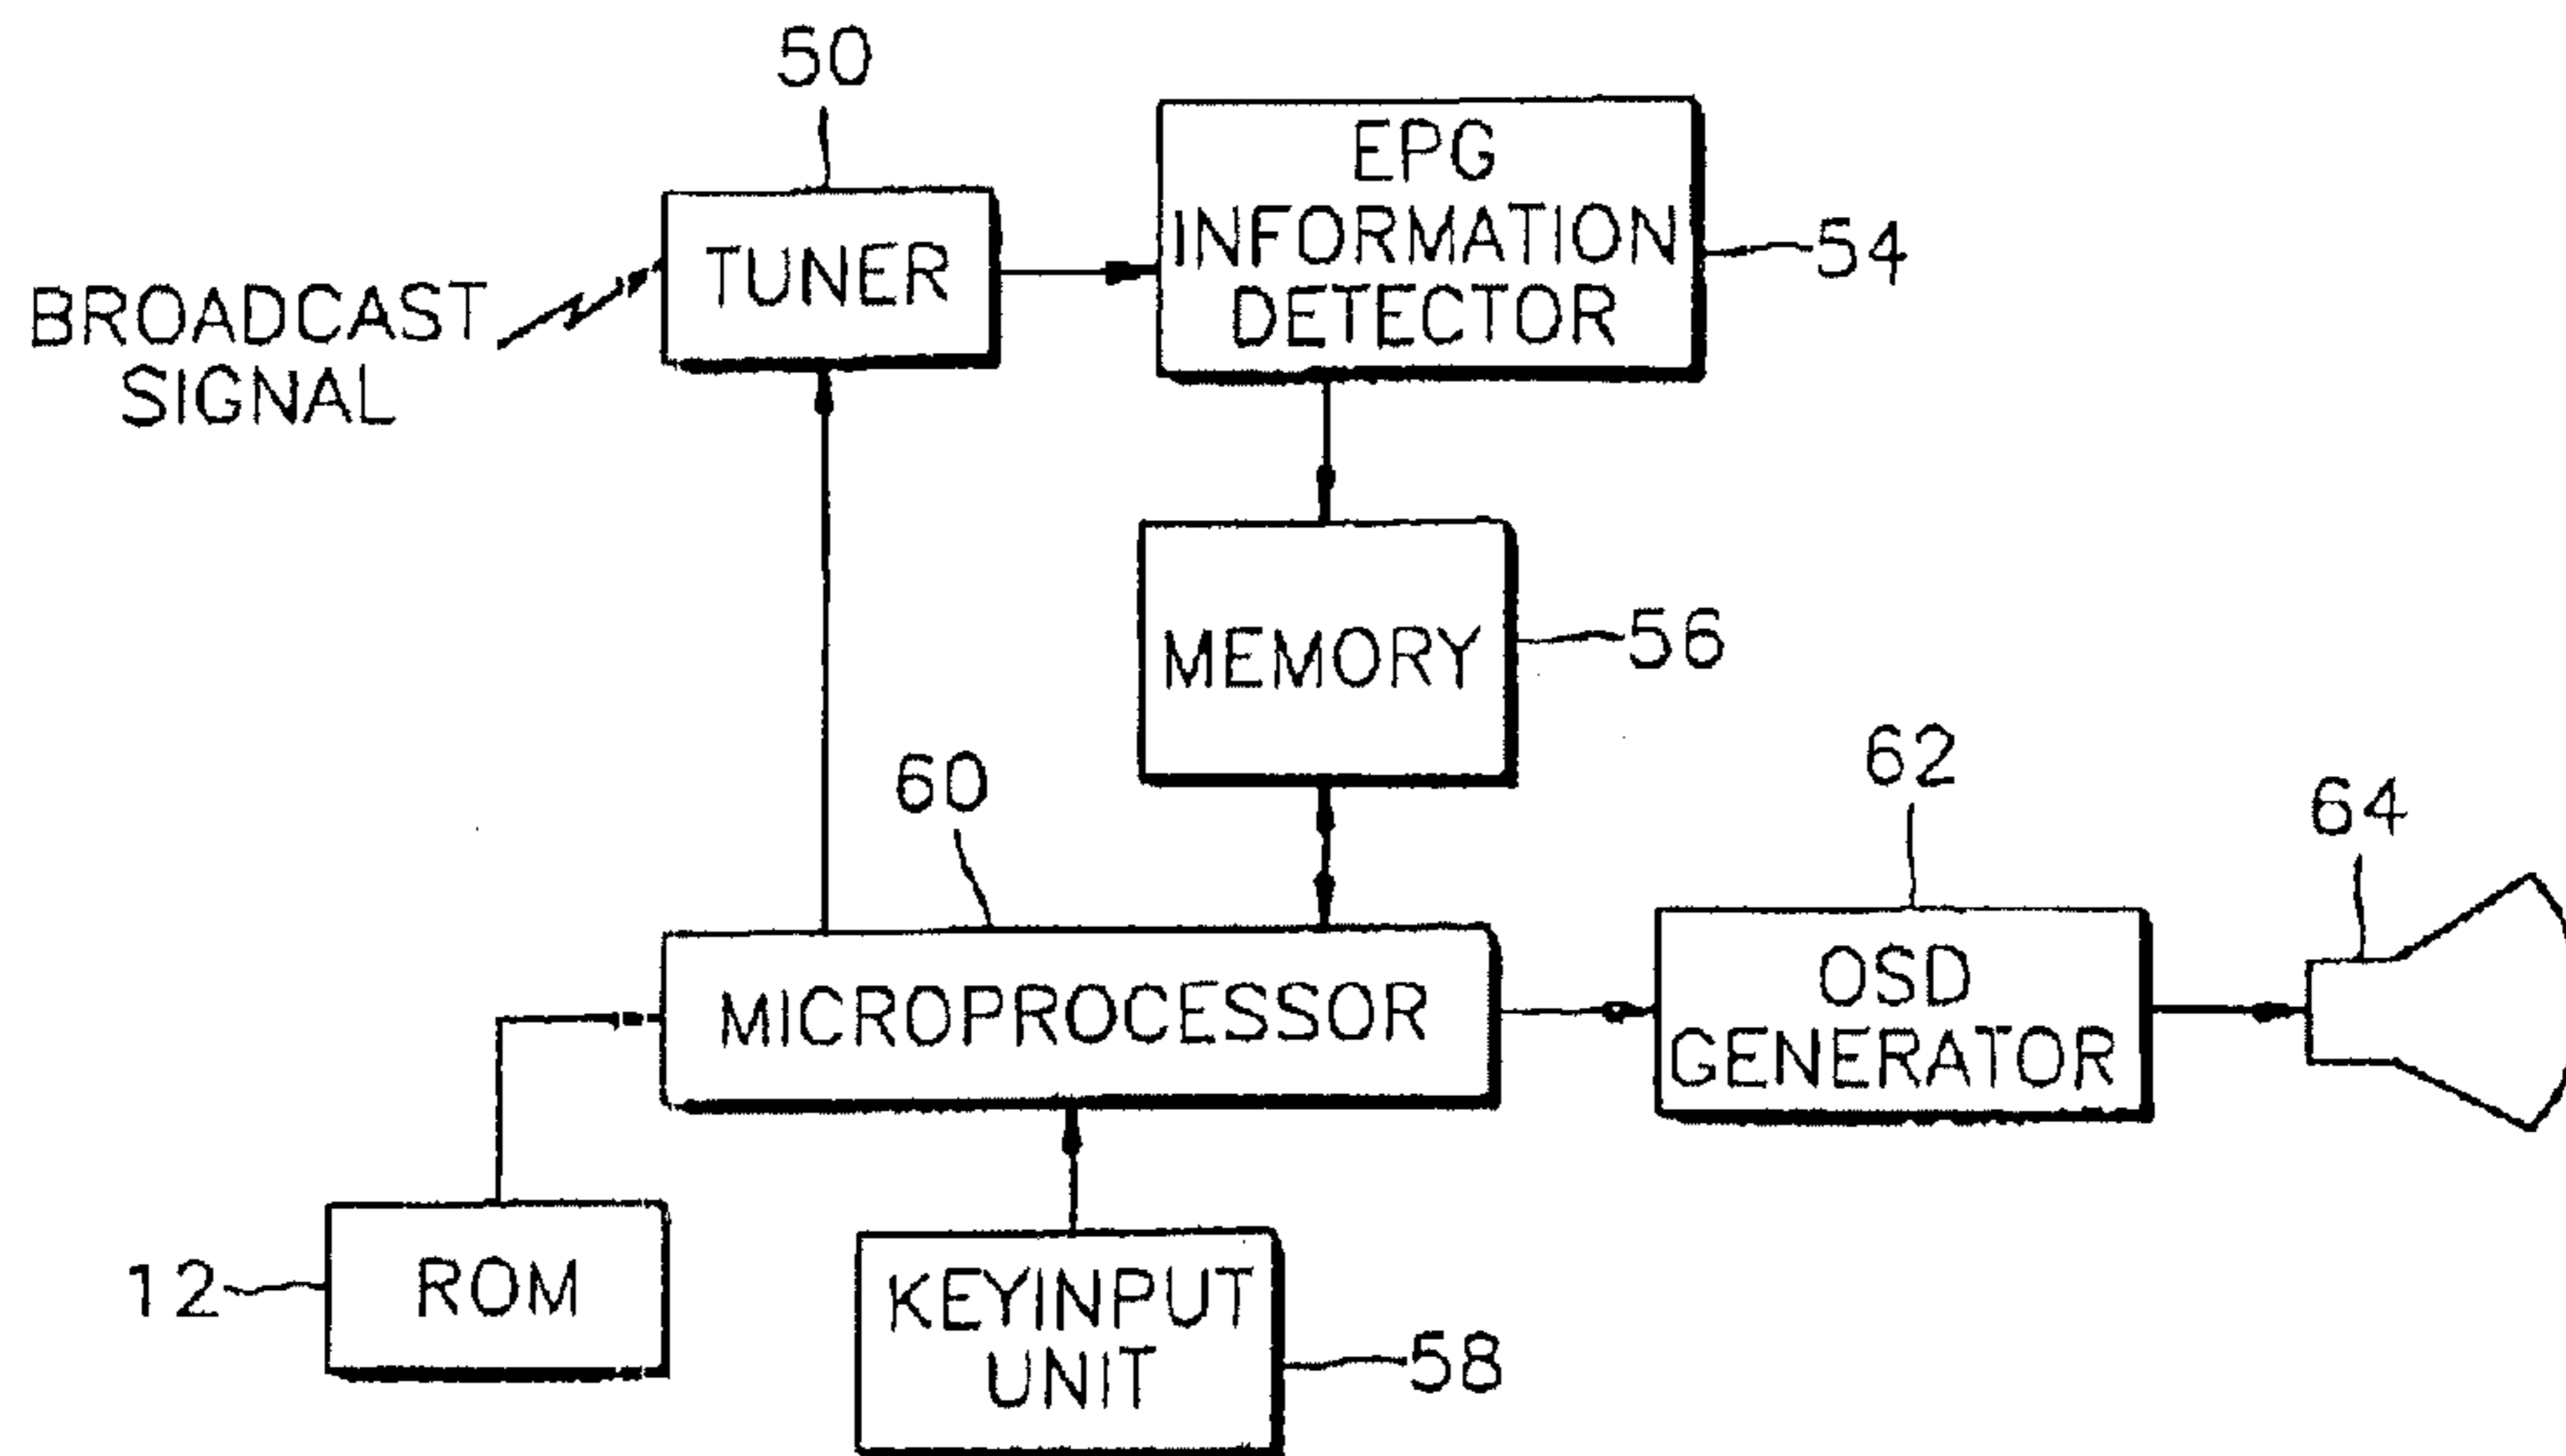 50
EPG
INFORMATION
DETECTOR
54
TUNER
BROADCAST
SIGNAL
MEMORY
56
60
62
64
MICROPROCESSOR
OSD
GENERATOR
12
ROM
KEYINPUT
UNIT
58